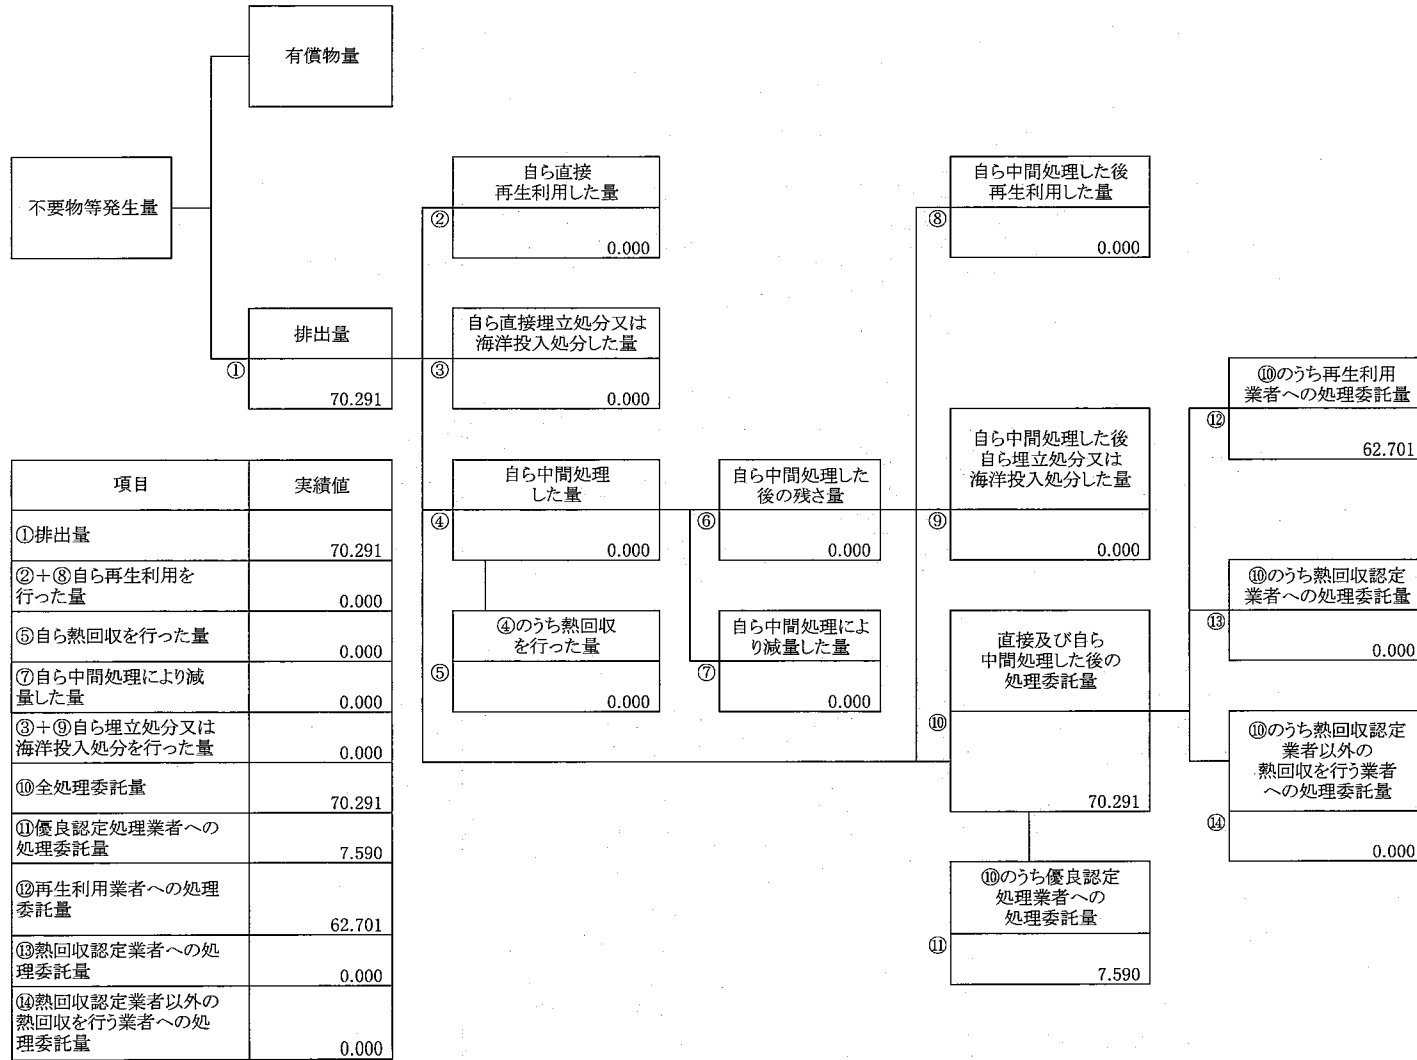 有償物量
不要物等発生量
自ら直接
再生利用した量
②
0.000
自ら中間処理した後
再生利用した量
⑧
0.000
排出量
①
70.291
自ら直接埋立処分又は
海洋投入処分した量
③
0.000
⑩のうち再生利用
業者への処理委託量
⑫
62.701
自ら中間処理
した量
④
0.000
自ら中間処理した
後の残さ量
⑥
0.000
自ら中間処理した後
自ら埋立処分又は
海洋投入処分した量
⑨
0.000
⑩のうち熱回収認定
業者への処理委託量
⑬
0.000
④のうち熱回収
を行った量
⑤
0.000
自ら中間処理によ
り減量した量
⑦
0.000
直接及び自ら
中間処理した後の
処理委託量
⑩
70.291
⑩のうち熱回収認定
業者以外の
熱回収を行う業者
への処理委託量
⑭
0.000
⑩のうち優良認定
処理業者への
処理委託量
⑪
7.590
項目 実績値
①排出量
70.291
②+⑧自ら再生利用を
行った量 0.000
⑤自ら熱回収を行った量
0.000
⑦自ら中間処理により減
量した量 0.000
③+⑨自ら埋立処分又は
海洋投入処分を行った量 0.000
⑩全処理委託量
70.291
⑪優良認定処理業者への
処理委託量 7.590
⑫再生利用業者への処理
委託量
62.701
⑬熱回収認定業者への処
理委託量 0.000
⑭熱回収認定業者以外の
熱回収を行う業者への処
理委託量 0.000